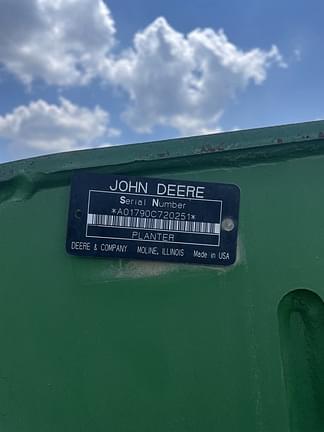 JOHN DEERE
Serial Number
*A01790C720251*
PLANTER
DEERE & COMPANY MOLINE, ILLINOIS Made in USA